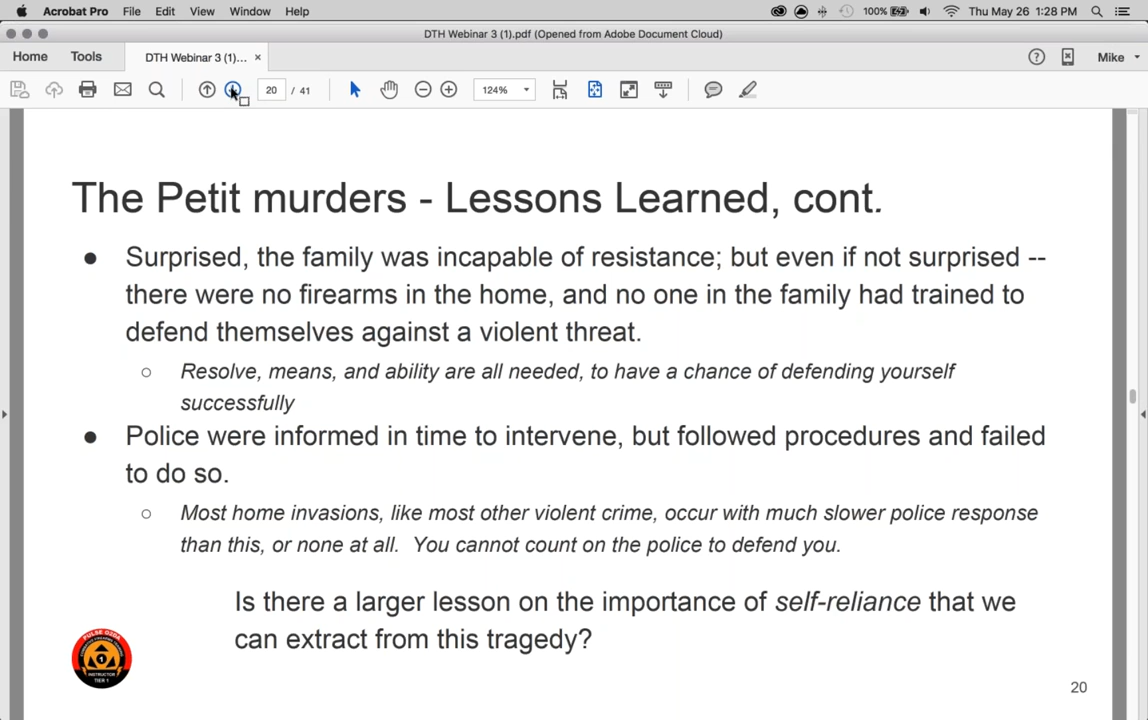 Acrobat Pro File Edit View Window Help 100% Thu May 26 1:28 PM
DTH Webinar 3 (1).pdf (Opened from Adobe Document Cloud)
Home Tools DTH Webinar 3 (1)... × Mike
20 / 41 124%
The Petit murders - Lessons Learned, cont.
● Surprised, the family was incapable of resistance; but even if not surprised --
there were no firearms in the home, and no one in the family had trained to
defend themselves against a violent threat.
○ Resolve, means, and ability are all needed, to have a chance of defending yourself
successfully
● Police were informed in time to intervene, but followed procedures and failed
to do so.
○ Most home invasions, like most other violent crime, occur with much slower police response
than this, or none at all. You cannot count on the police to defend you.
Is there a larger lesson on the importance of self-reliance that we
can extract from this tragedy?
PULSE O2DA
1
INSTRUCTOR
TIER 1
20